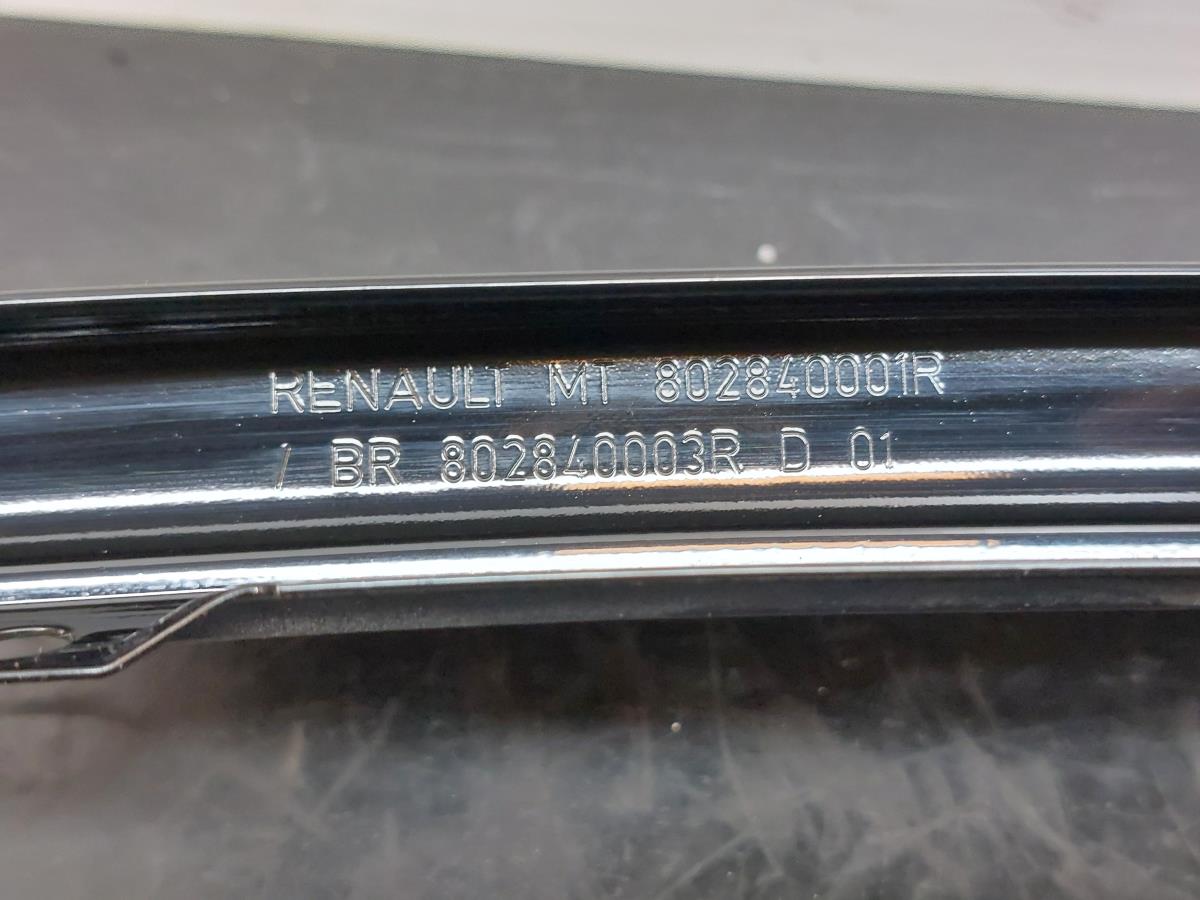 RENAULT MT 802840001R
/ BR 802840003R D 01